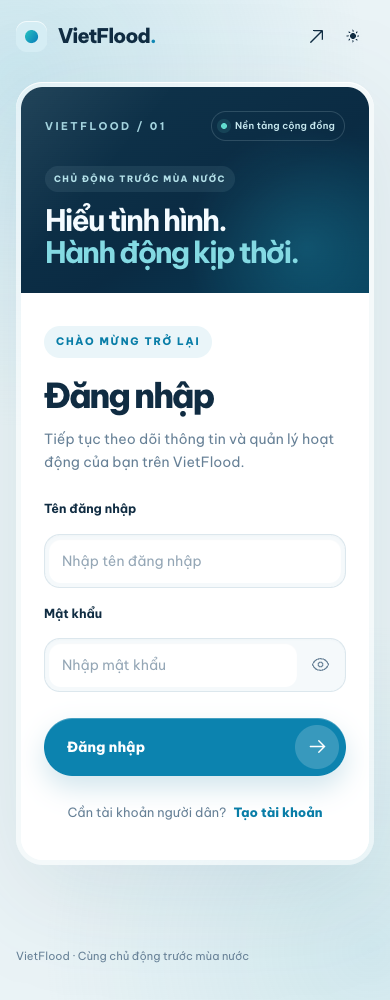 VietFlood.
VIETFLOOD / 01
Nền tảng cộng đồng
CHỦ ĐỘNG TRƯỚC MÙA NƯỚC
Hiểu tình hình.
Hành động kịp thời.
CHÀO MỪNG TRỞ LẠI
Đăng nhập
Tiếp tục theo dõi thông tin và quản lý hoạt
động của bạn trên VietFlood.
Tên đăng nhập
Nhập tên đăng nhập
Mật khẩu
Nhập mật khẩu
Đăng nhập
Cần tài khoản người dân? Tạo tài khoản
VietFlood · Cùng chủ động trước mùa nước